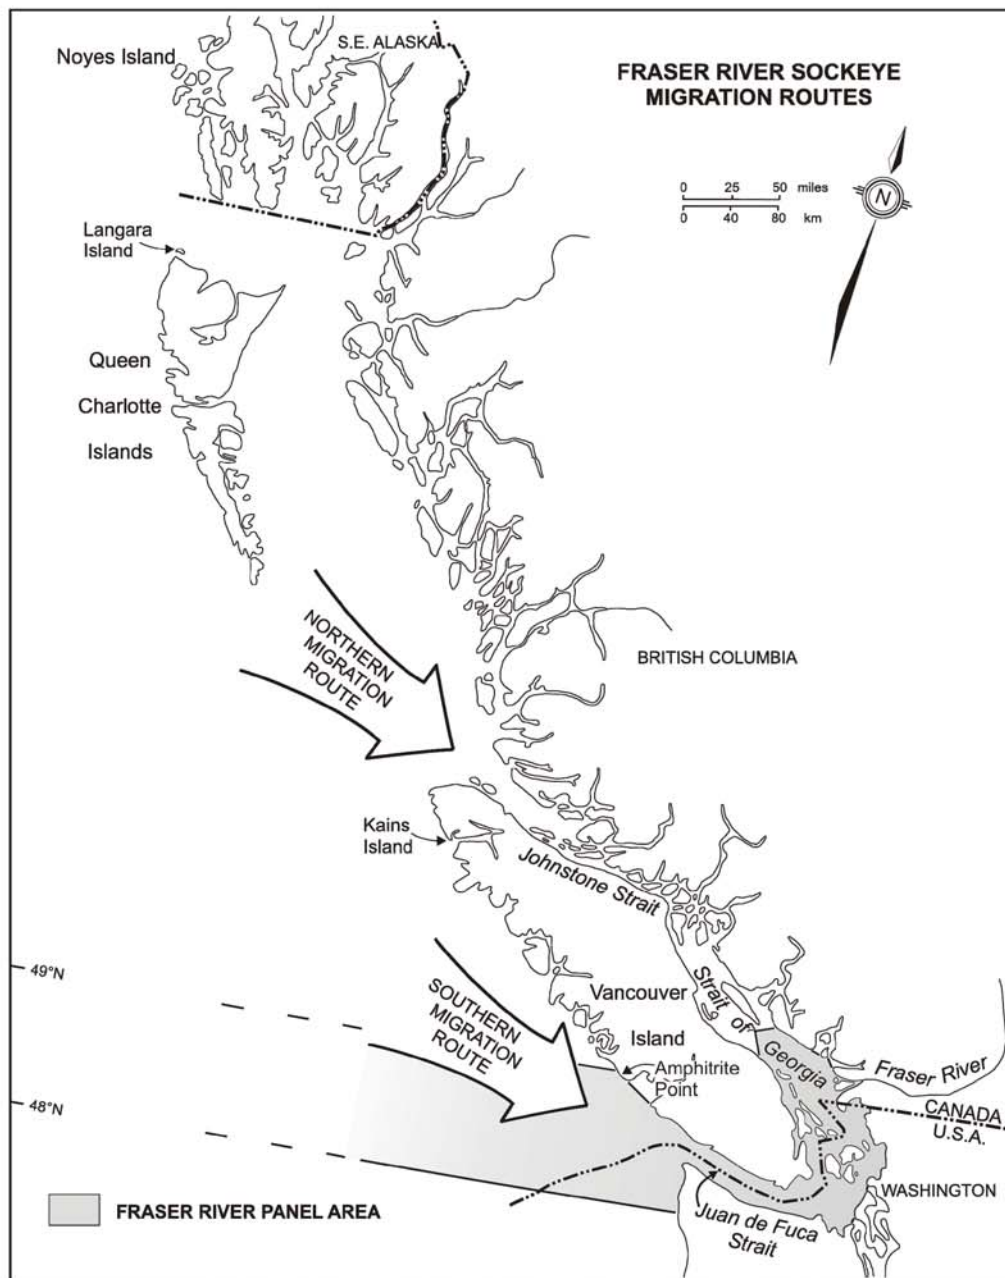 Noyes Island
S.E. ALASKA
FRASER RIVER SOCKEYE
MIGRATION ROUTES
0 25 50 miles
0 40 80 km
N
Langara
Island
Queen
Charlotte
Islands
NORTHERN
MIGRATION
ROUTE
BRITISH COLUMBIA
Kains
Island
Johnstone Strait
49°N
SOUTHERN
MIGRATION
ROUTE
Vancouver
Island
Strait of
Georgia
Amphitrite
Point
Fraser River
48°N
CANADA
U.S.A.
WASHINGTON
Juan de Fuca
Strait
FRASER RIVER PANEL AREA